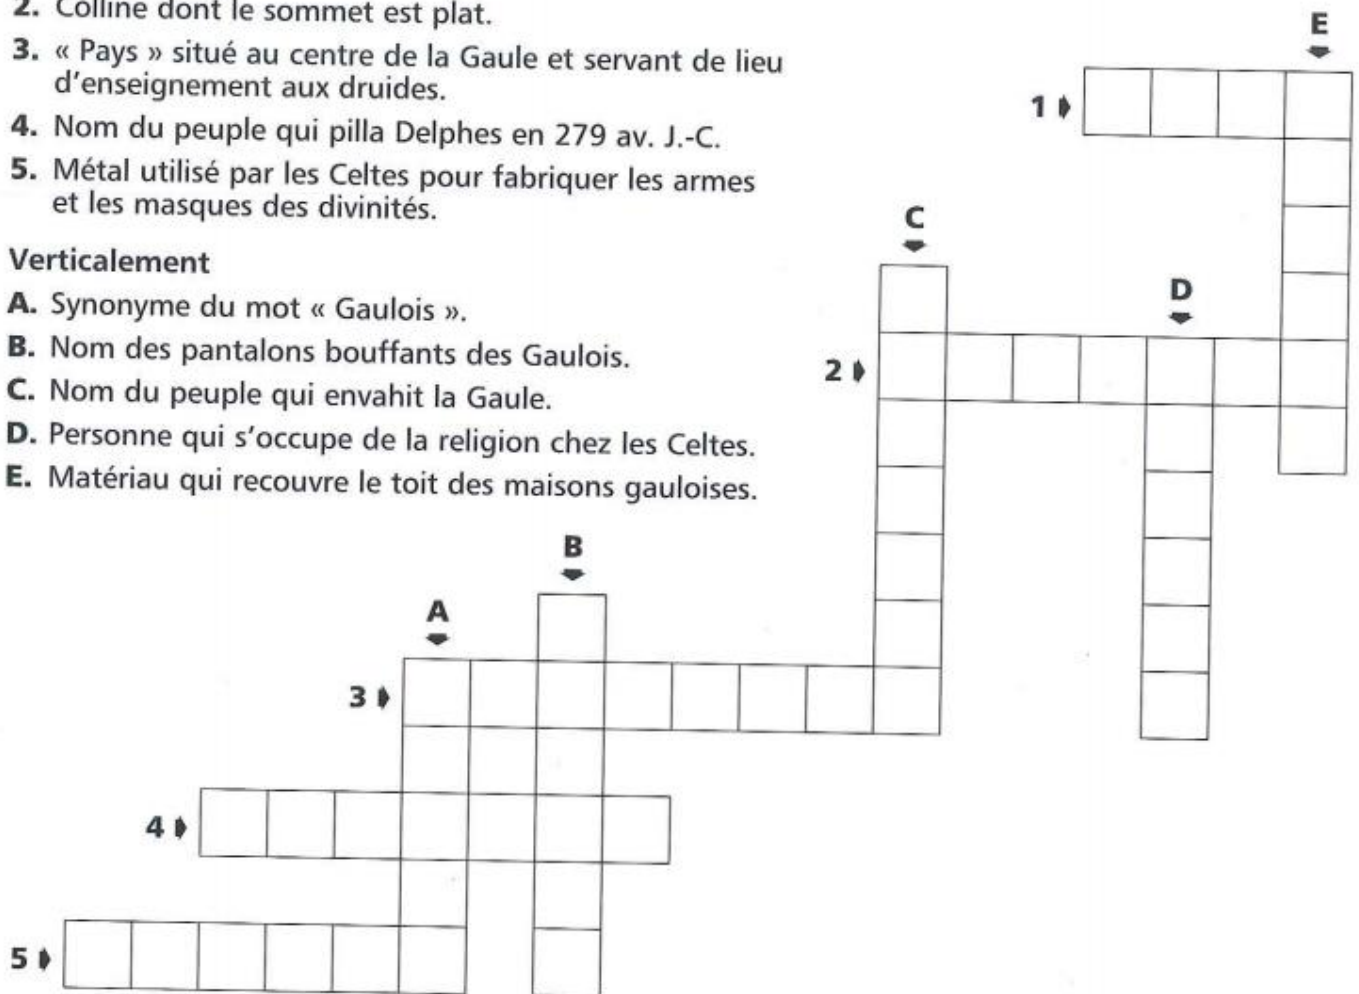 2. Colline dont le sommet est plat.
3. « Pays » situé au centre de la Gaule et servant de lieu
d'enseignement aux druides.
4. Nom du peuple qui pilla Delphes en 279 av. J.-C.
5. Métal utilisé par les Celtes pour fabriquer les armes
et les masques des divinités.
Verticalement
A. Synonyme du mot « Gaulois ».
B. Nom des pantalons bouffants des Gaulois.
C. Nom du peuple qui envahit la Gaule.
D. Personne qui s'occupe de la religion chez les Celtes.
E. Matériau qui recouvre le toit des maisons gauloises.
E
1
C
D
2
B
A
3
4
5